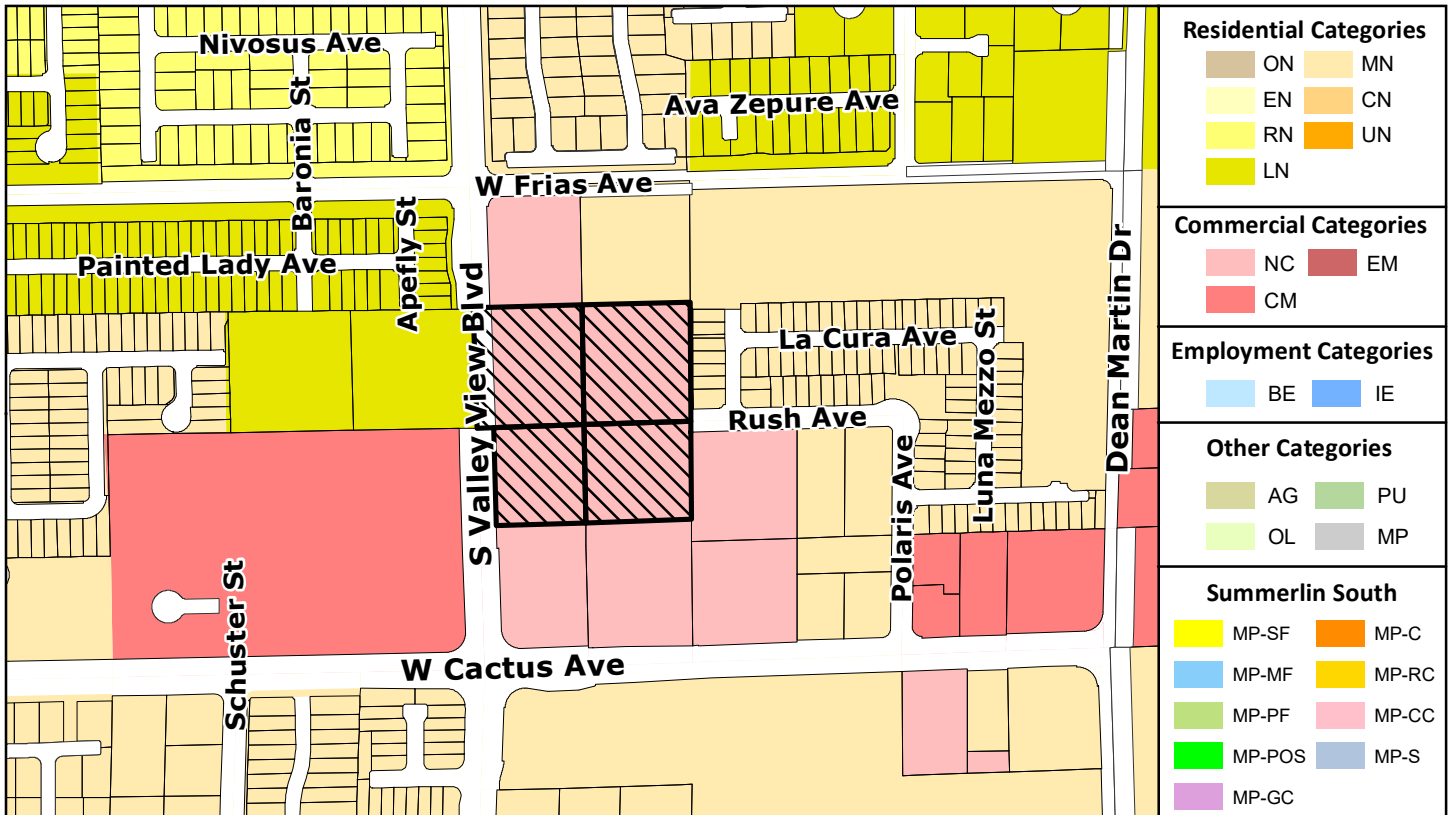 Nivosus Ave
Baronia St
Ava Zepure Ave
W Frias Ave
Apefly St
Painted Lady Ave
S Valley View Blvd
La Cura Ave
Luna Mezzo St
Dean Martin Dr
Rush Ave
Polaris Ave
Schuster St
W Cactus Ave
Residential Categories
ON MN
EN CN
RN UN
LN
Commercial Categories
NC EM
CM
Employment Categories
BE IE
Other Categories
AG PU
OL MP
Summerlin South
MP-SF MP-C
MP-MF MP-RC
MP-PF MP-CC
MP-POS MP-S
MP-GC